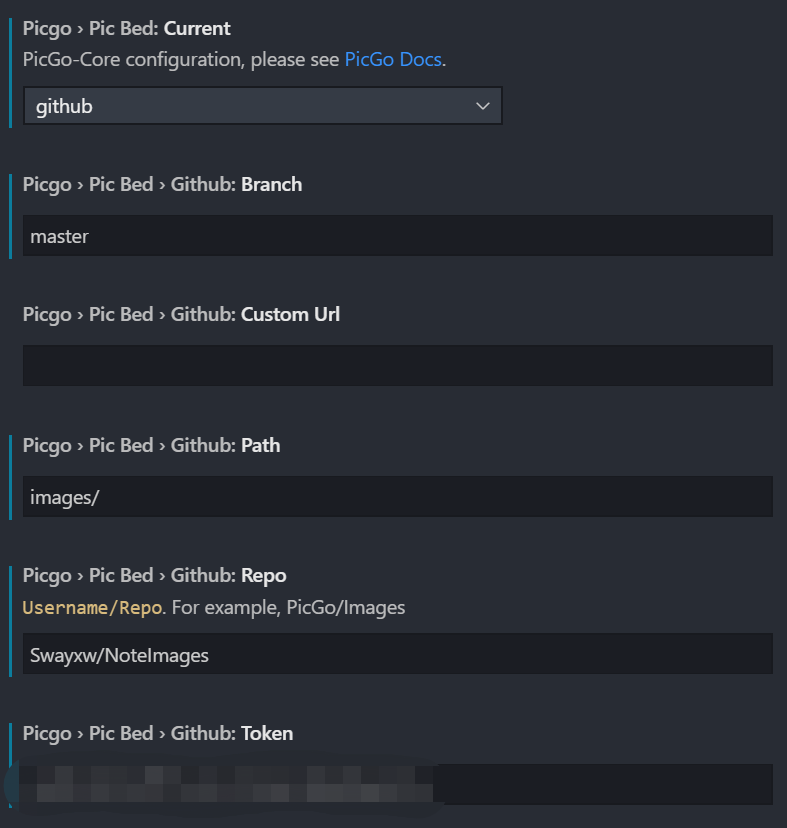 Picgo › Pic Bed: Current
PicGo-Core configuration, please see PicGo Docs.
github
Picgo › Pic Bed › Github: Branch
master
Picgo › Pic Bed › Github: Custom Url
Picgo › Pic Bed › Github: Path
images/
Picgo › Pic Bed › Github: Repo
Username/Repo. For example, PicGo/Images
Swayxw/NoteImages
Picgo › Pic Bed › Github: Token